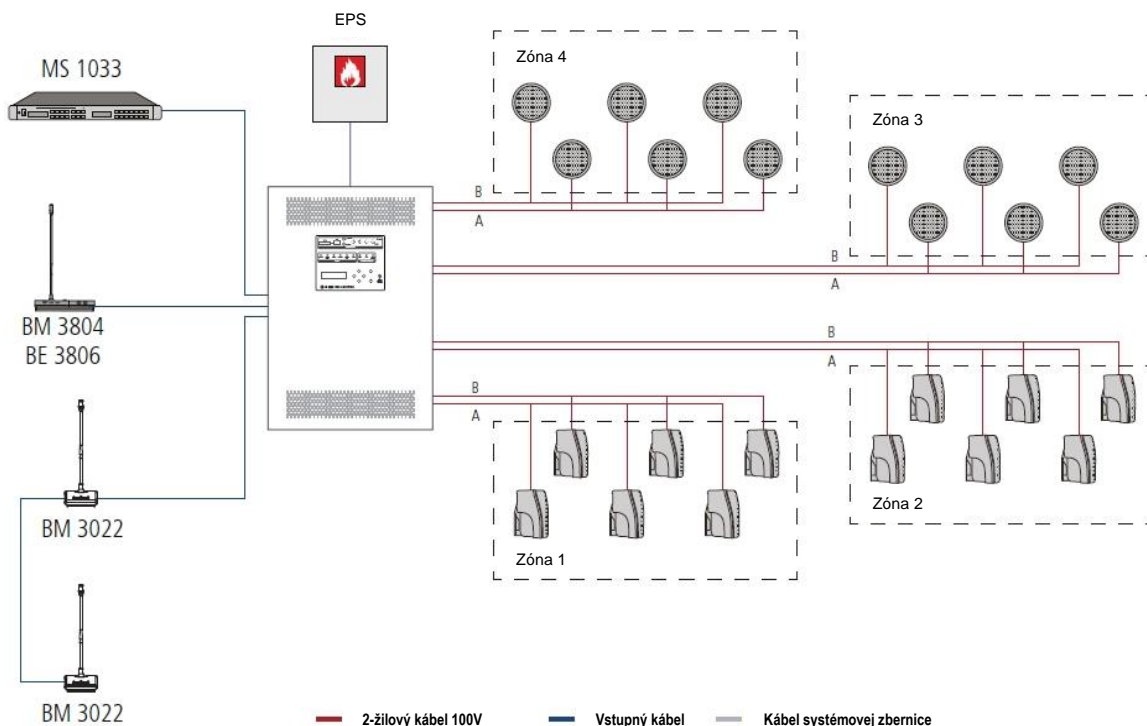 EPS
MS 1033
Zóna 4
Zóna 3
B
A
B
A
BM 3804
BE 3806
B
A
B
A
Zóna 2
BM 3022
Zóna 1
BM 3022
2-žilový kábel 100V Vstupný kábel Kábel systémovej zbernice